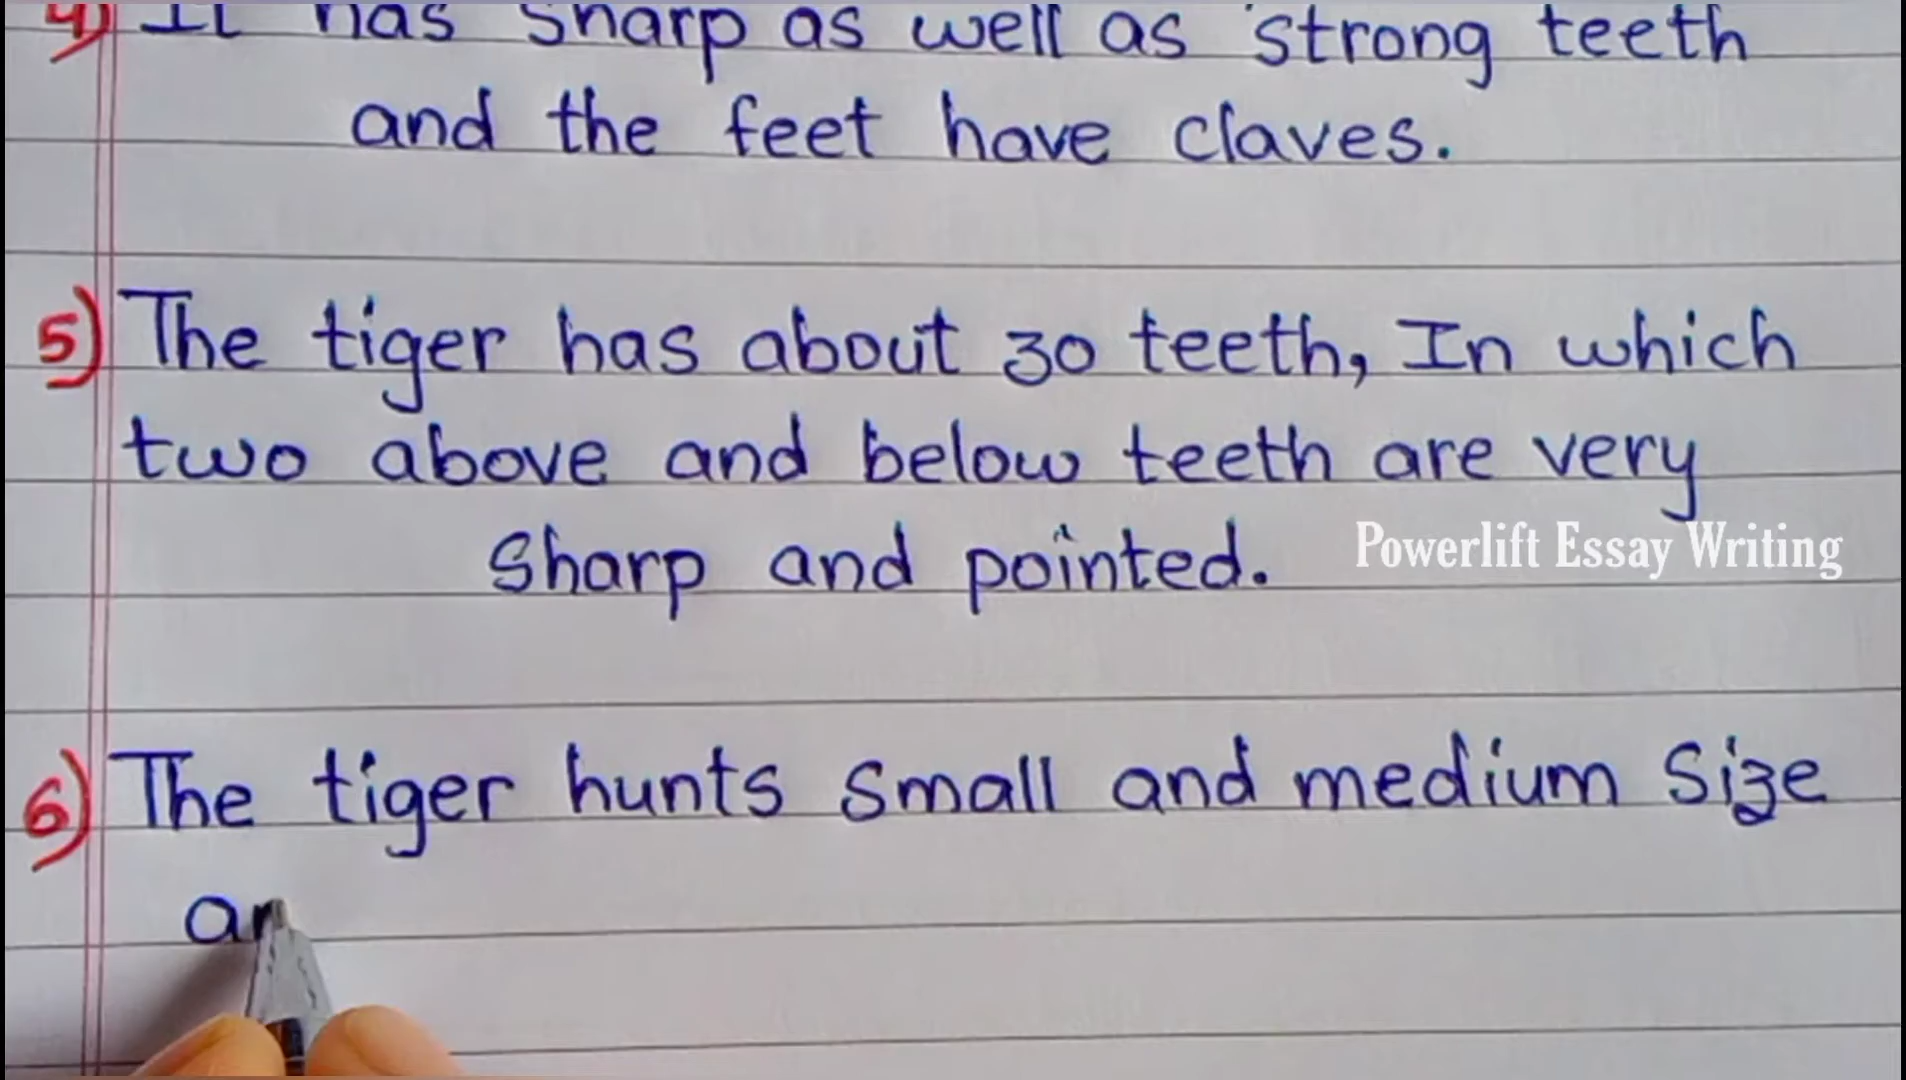 4) It has sharp as well as strong teeth
and the feet have claves.
5) The tiger has about 30 teeth, In which
two above and below teeth are very
sharp and pointed.
Powerlift Essay Writing
6) The tiger hunts small and medium size
an